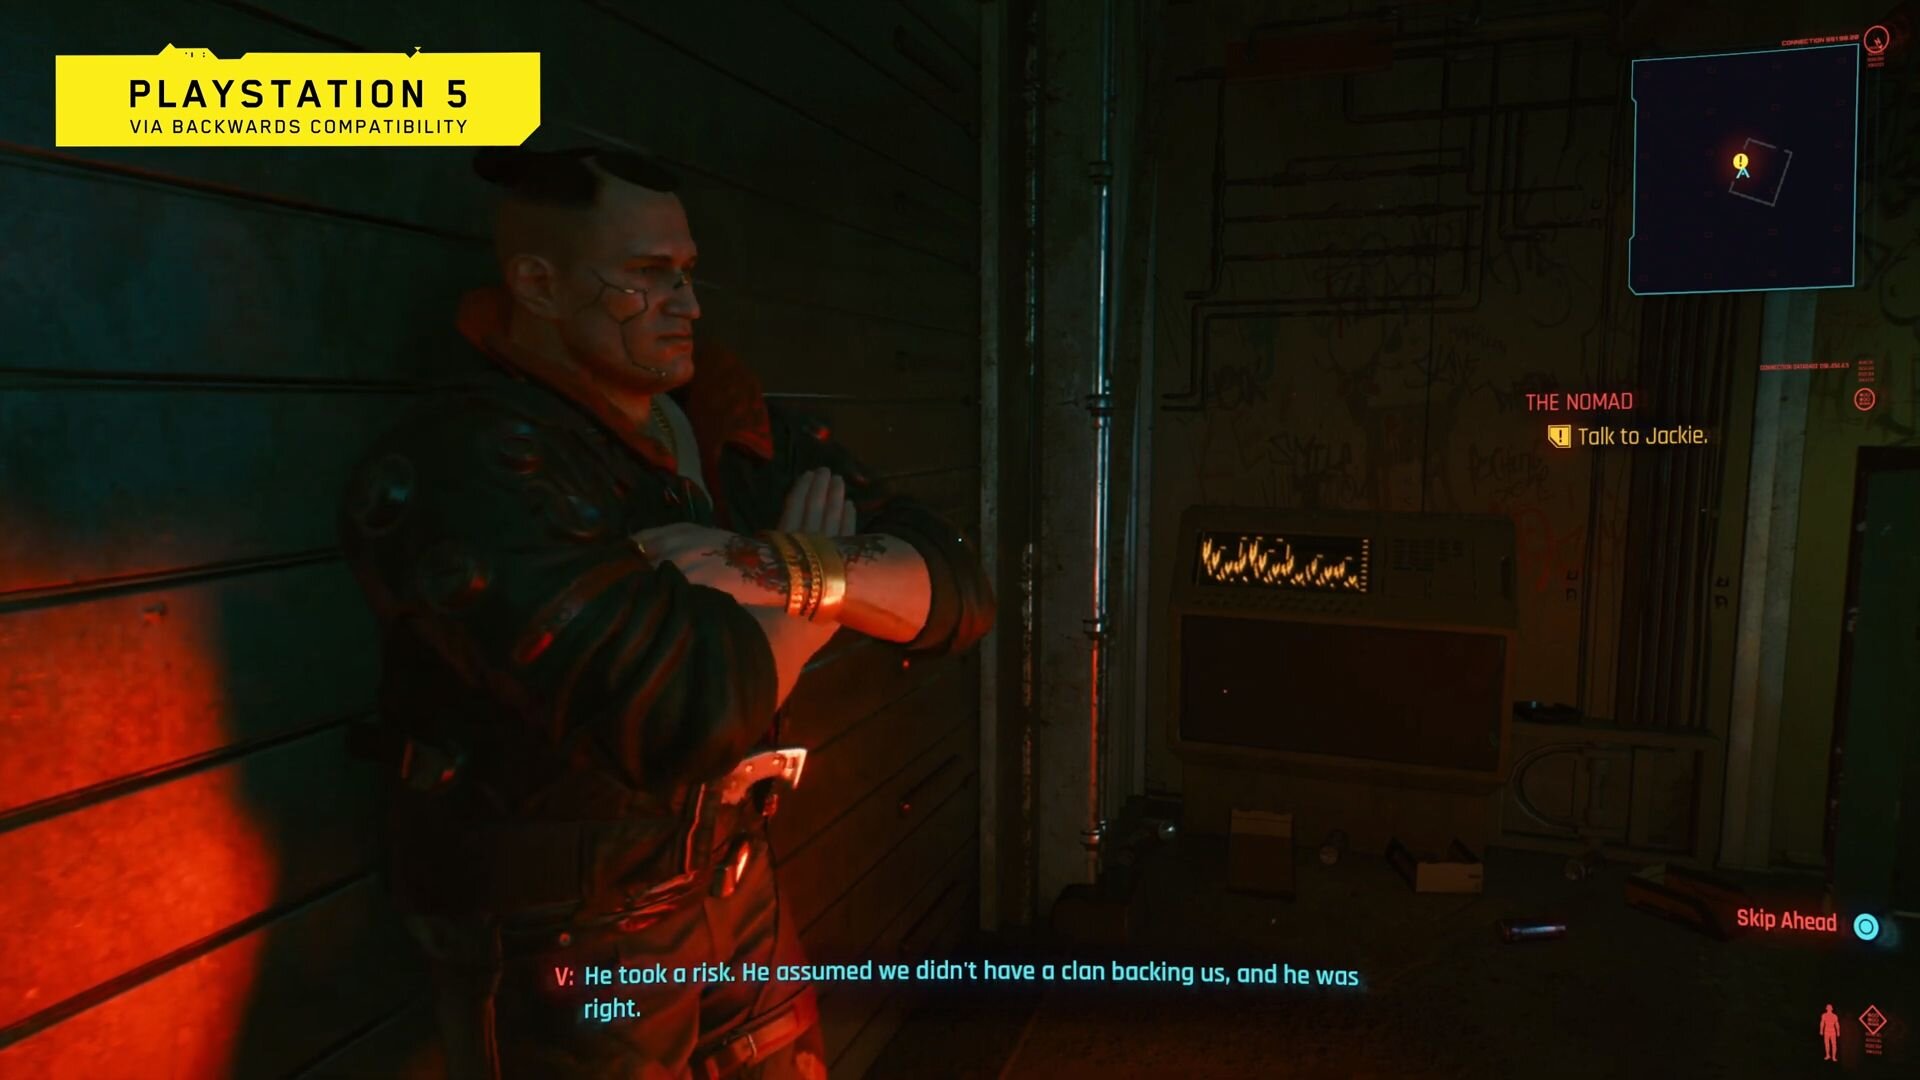 PLAYSTATION 5
VIA BACKWARDS COMPATIBILITY
THE NOMAD
! Talk to Jackie.
Skip Ahead
V: He took a risk. He assumed we didn't have a clan backing us, and he was
right.